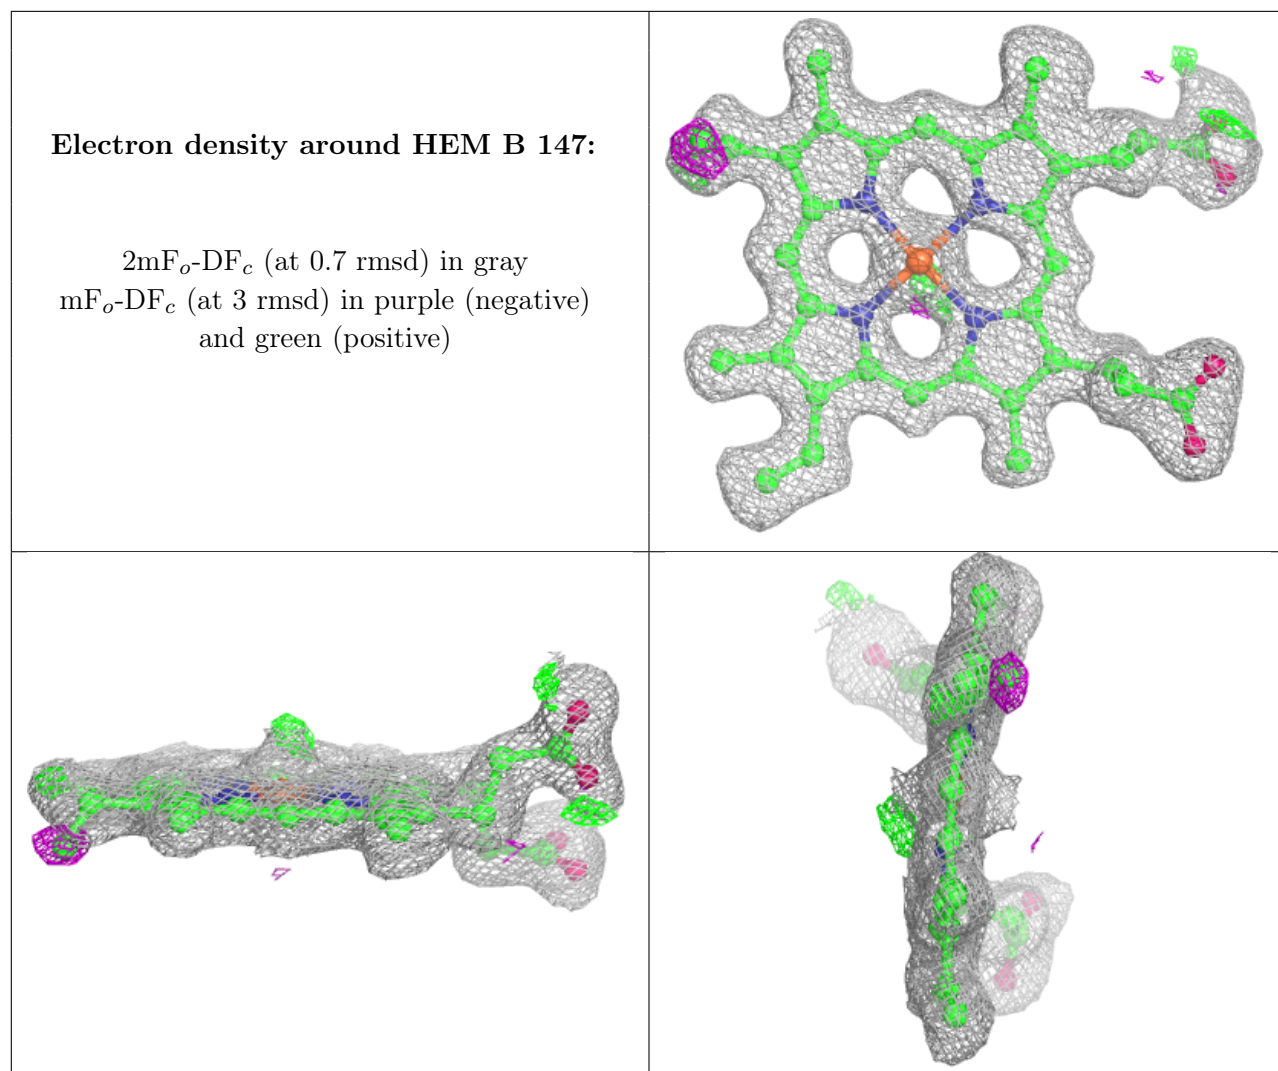 Electron density around HEM B 147:
2mFₒ-DF𝒸 (at 0.7 rmsd) in gray
mFₒ-DF𝒸 (at 3 rmsd) in purple (negative)
and green (positive)